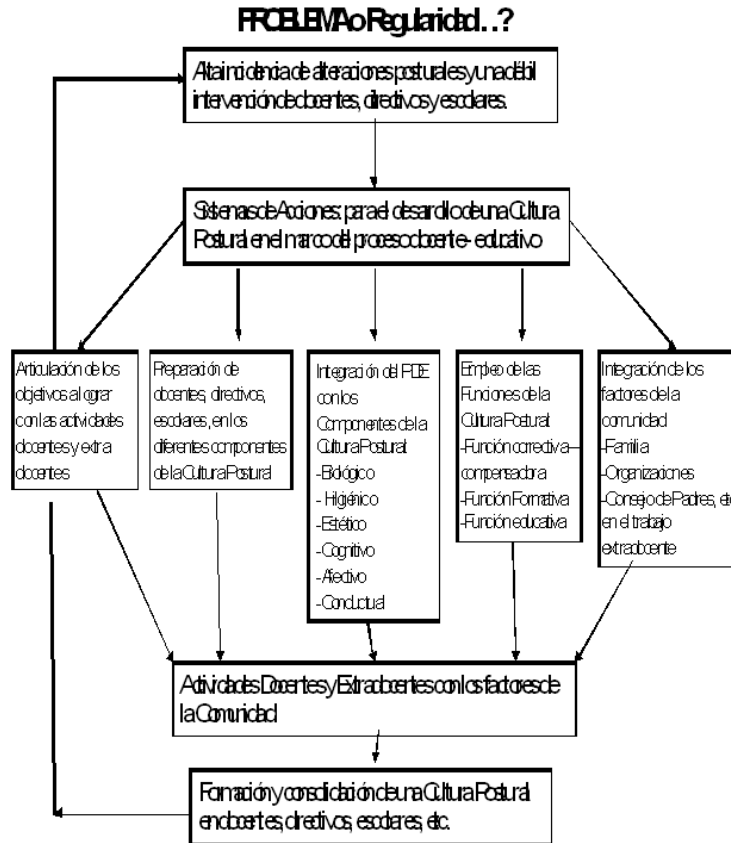 PROBLEMA o Regularidad...?
Alta incidencia de alteraciones posturales y una débil
intervención de docentes, directivos y escolares.
Sistemas de Acciones: para el desarrollo de una Cultura
Postural en el marco del proceso docente- educativo
Articulación de los
objetivos al lograr
con las actividades
docentes y extra
docentes
Preparación de
docentes, directivos,
escolares, en los
diferentes componentes
de la Cultura Postural
Integración del PDE
con los
Componentes de la
Cultura Postural
-Biológico
- Higiénico
-Estético
-Cognitivo
-Afectivo
-Conductual
Empleo de las
Funciones de la
Cultura Postural
-Función correctiva–
compensadora
-Función Formativa
-Función educativa
Integración de los
factores de la
comunidad
-Familia
-Organizaciones
-Consejo de Padres, etc
en el trabajo
extradocente
Actividades Docentes y Extradocentes con los factores de
la Comunidad
Formación y consolidación de una Cultura Postural
en docentes, directivos, escolares, etc.